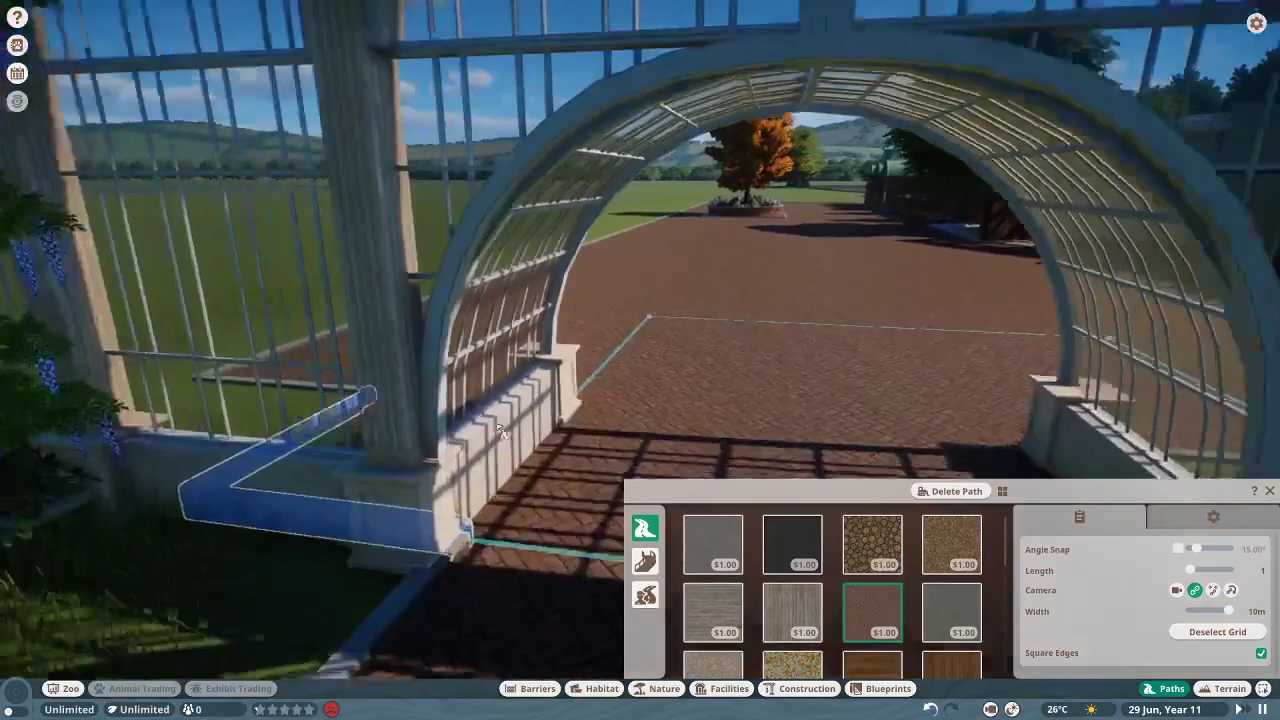 ?
Delete Path
? ×
$1.00 $1.00 $1.00 $1.00
$1.00 $1.00 $1.00 $1.00
Angle Snap 15.00°
Length 1
Camera
Width 10m
Deselect Grid
Square Edges
Zoo Animal Trading Exhibit Trading Barriers Habitat Nature Facilities Construction Blueprints Paths Terrain
Unlimited Unlimited 0 26°C 29 Jun, Year 11